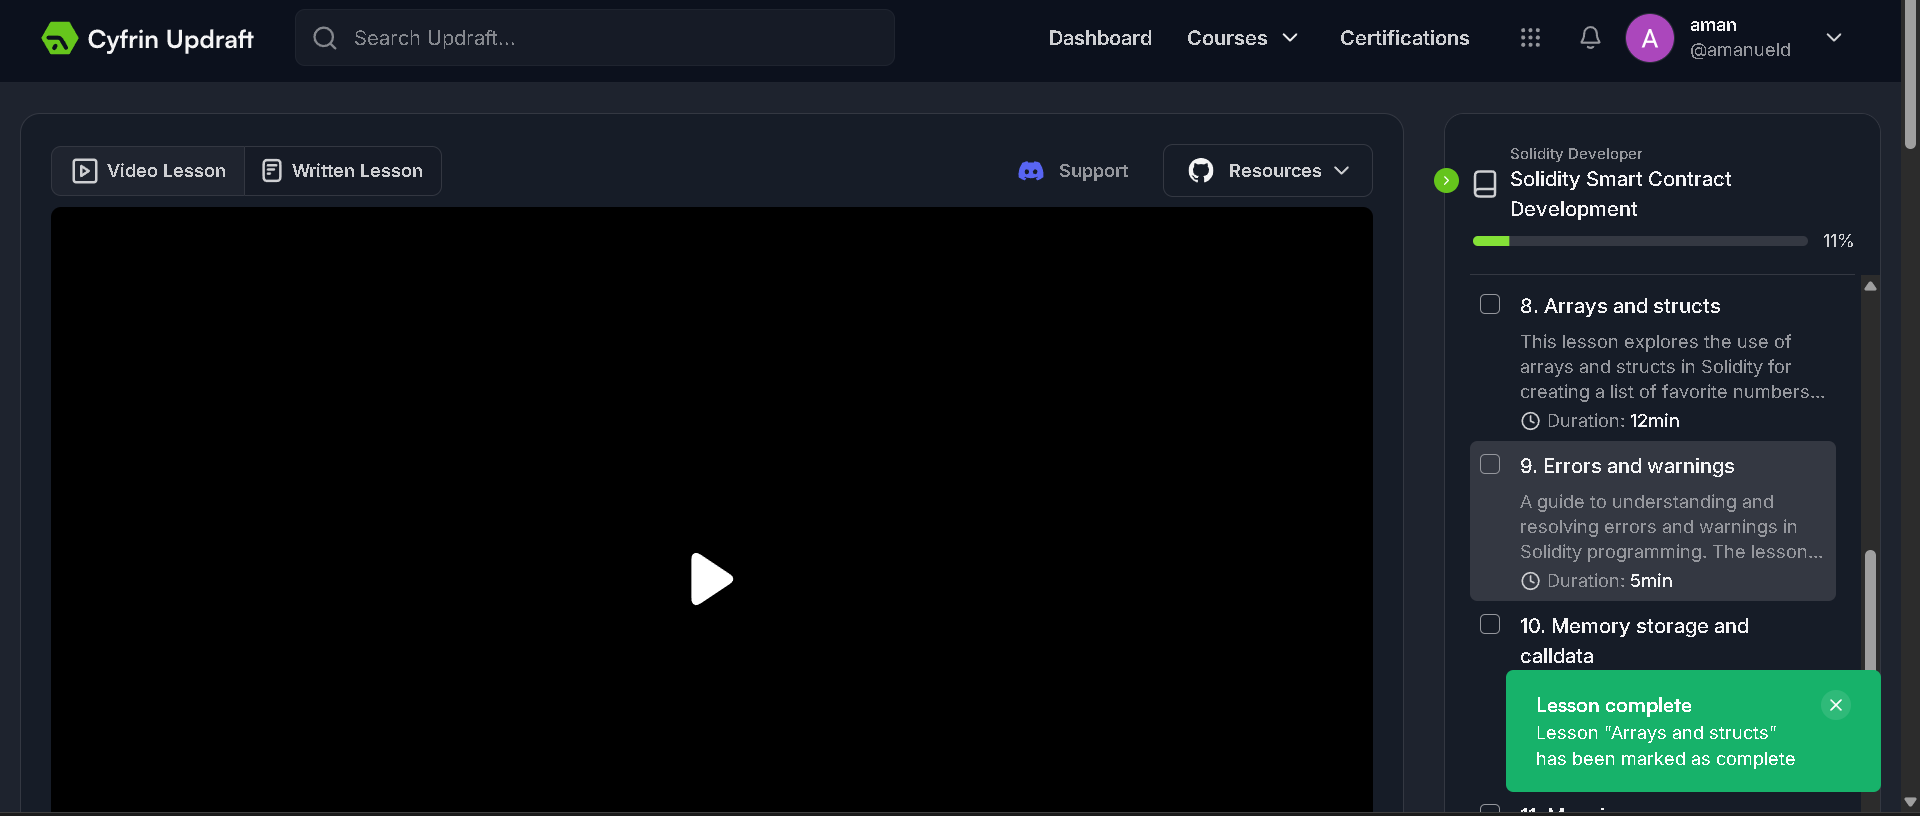 Cyfrin Updraft
Search Updraft...
Dashboard
Courses
Certifications
A
aman
@amanueld
Video Lesson
Written Lesson
Support
Resources
Solidity Developer
Solidity Smart Contract
Development
11%
8. Arrays and structs
This lesson explores the use of
arrays and structs in Solidity for
creating a list of favorite numbers...
Duration: 12min
9. Errors and warnings
A guide to understanding and
resolving errors and warnings in
Solidity programming. The lesson...
Duration: 5min
10. Memory storage and
calldata
Lesson complete
Lesson "Arrays and structs"
has been marked as complete